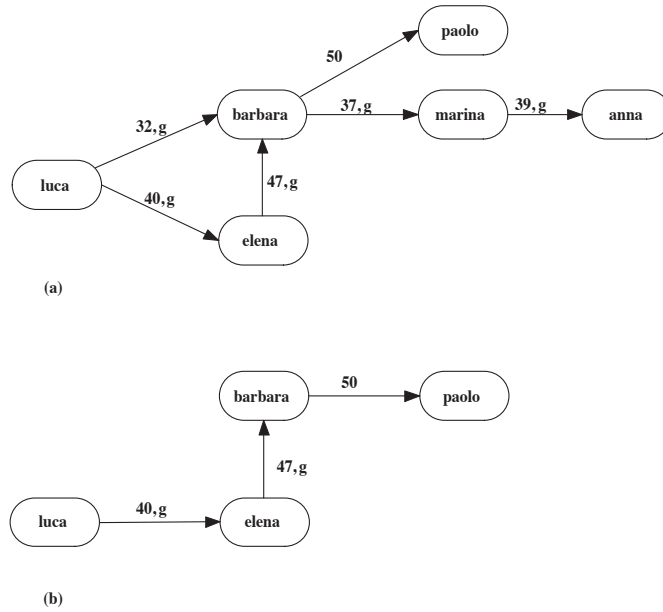 paolo
50
barbara
37, g
marina
39, g
anna
32, g
luca
47, g
40, g
elena
(a)
barbara
50
paolo
47, g
luca
40, g
elena
(b)